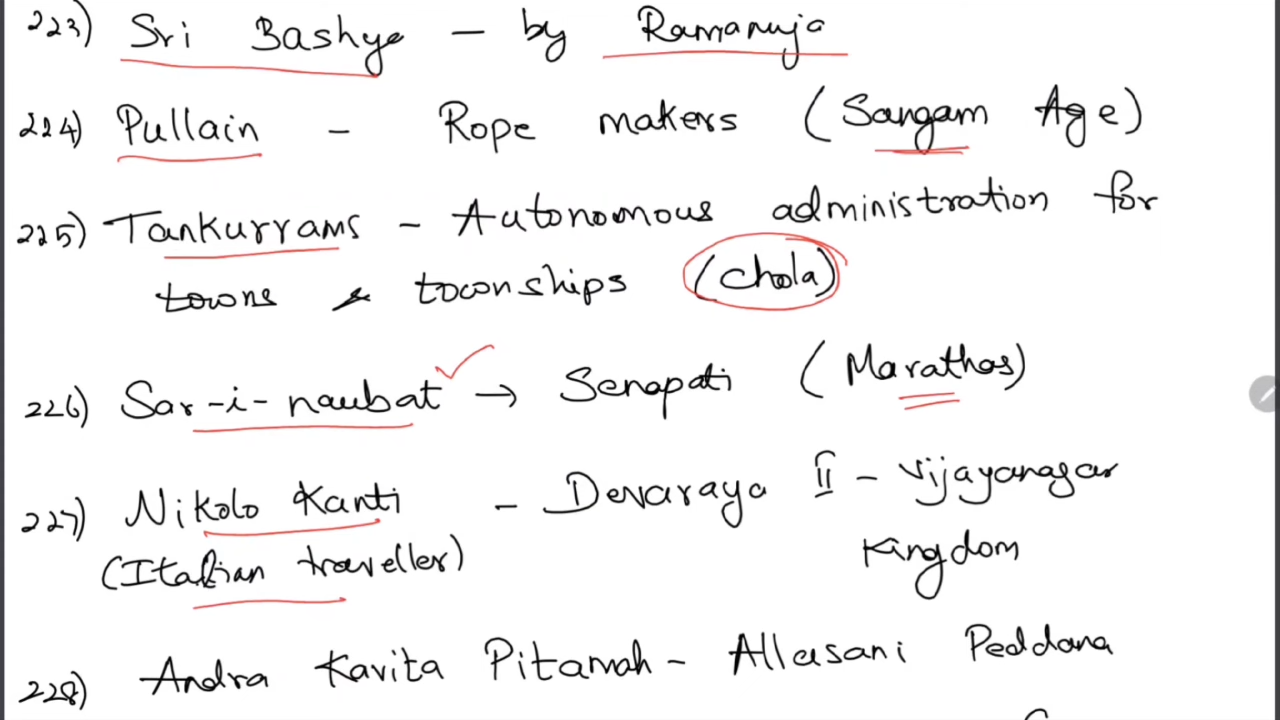 223) Sri Bashye - by Ramanuja
224) Pullain - Rope makers (Sangam Age)
225) Tankurrams - Autonomous administration for
towns & townships (Chola)
226) Sar-i-naubat → Senapati (Marathas)
227) Nikolo Kanti - Devaraya II - Vijayanagar
(Italian traveller) Kingdom
228) Andra Kavita Pitamah - Allasani Peddana